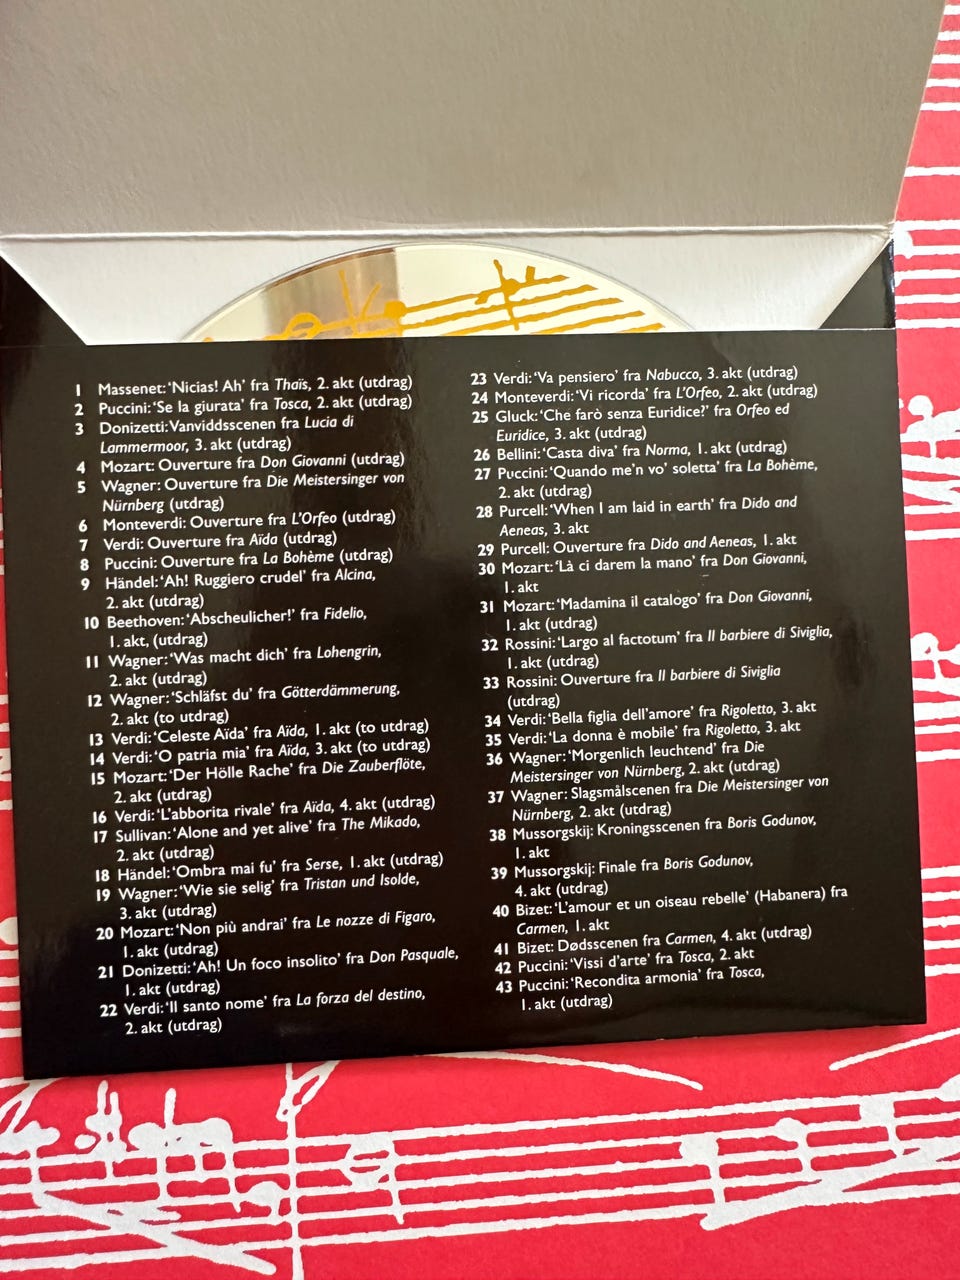 1 Massenet: ‘Nicias! Ah’ fra Thaïs, 2. akt (utdrag)
2 Puccini: ‘Se la giurata’ fra Tosca, 2. akt (utdrag)
3 Donizetti: Vanviddsscenen fra Lucia di
Lammermoor, 3. akt (utdrag)
4 Mozart: Ouverture fra Don Giovanni (utdrag)
5 Wagner: Ouverture fra Die Meistersinger von
Nürnberg (utdrag)
6 Monteverdi: Ouverture fra L’Orfeo (utdrag)
7 Verdi: Ouverture fra Aïda (utdrag)
8 Puccini: Ouverture fra La Bohème (utdrag)
9 Händel: ‘Ah! Ruggiero crudel’ fra Alcina,
2. akt (utdrag)
10 Beethoven: ‘Abscheulicher!’ fra Fidelio,
1. akt, (utdrag)
11 Wagner: ‘Was macht dich’ fra Lohengrin,
2. akt (utdrag)
12 Wagner: ‘Schläfst du’ fra Götterdämmerung,
2. akt (to utdrag)
13 Verdi: ‘Celeste Aïda’ fra Aïda, 1. akt (to utdrag)
14 Verdi: ‘O patria mia’ fra Aïda, 3. akt (to utdrag)
15 Mozart: ‘Der Hölle Rache’ fra Die Zauberflöte,
2. akt (utdrag)
16 Verdi: ‘L’abborita rivale’ fra Aïda, 4. akt (utdrag)
17 Sullivan: ‘Alone and yet alive’ fra The Mikado,
2. akt (utdrag)
18 Händel: ‘Ombra mai fu’ fra Serse, 1. akt (utdrag)
19 Wagner: ‘Wie sie selig’ fra Tristan und Isolde,
3. akt (utdrag)
20 Mozart: ‘Non più andrai’ fra Le nozze di Figaro,
1. akt (utdrag)
21 Donizetti: ‘Ah! Un foco insolito’ fra Don Pasquale,
1. akt (utdrag)
22 Verdi: ‘Il santo nome’ fra La forza del destino,
2. akt (utdrag)
23 Verdi: ‘Va pensiero’ fra Nabucco, 3. akt (utdrag)
24 Monteverdi: ‘Vi ricorda’ fra L’Orfeo, 2. akt (utdrag)
25 Gluck: ‘Che farò senza Euridice?’ fra Orfeo ed
Euridice, 3. akt (utdrag)
26 Bellini: ‘Casta diva’ fra Norma, 1. akt (utdrag)
27 Puccini: ‘Quando me’n vo’ soletta’ fra La Bohème,
2. akt (utdrag)
28 Purcell: ‘When I am laid in earth’ fra Dido and
Aeneas, 3. akt
29 Purcell: Ouverture fra Dido and Aeneas, 1. akt
30 Mozart: ‘Là ci darem la mano’ fra Don Giovanni,
1. akt
31 Mozart: ‘Madamina il catalogo’ fra Don Giovanni,
1. akt (utdrag)
32 Rossini: ‘Largo al factotum’ fra Il barbiere di Siviglia,
1. akt (utdrag)
33 Rossini: Ouverture fra Il barbiere di Siviglia
(utdrag)
34 Verdi: ‘Bella figlia dell’amore’ fra Rigoletto, 3. akt
35 Verdi: ‘La donna è mobile’ fra Rigoletto, 3. akt
36 Wagner: ‘Morgenlich leuchtend’ fra Die
Meistersinger von Nürnberg, 2. akt (utdrag)
37 Wagner: Slagsmålscenen fra Die Meistersinger von
Nürnberg, 2. akt (utdrag)
38 Mussorgskij: Kroningsscenen fra Boris Godunov,
1. akt
39 Mussorgskij: Finale fra Boris Godunov,
4. akt (utdrag)
40 Bizet: ‘L’amour et un oiseau rebelle’ (Habanera) fra
Carmen, 1. akt
41 Bizet: Dødsscenen fra Carmen, 4. akt (utdrag)
42 Puccini: ‘Vissi d’arte’ fra Tosca, 2. akt
43 Puccini: ‘Recondita armonia’ fra Tosca,
1. akt (utdrag)